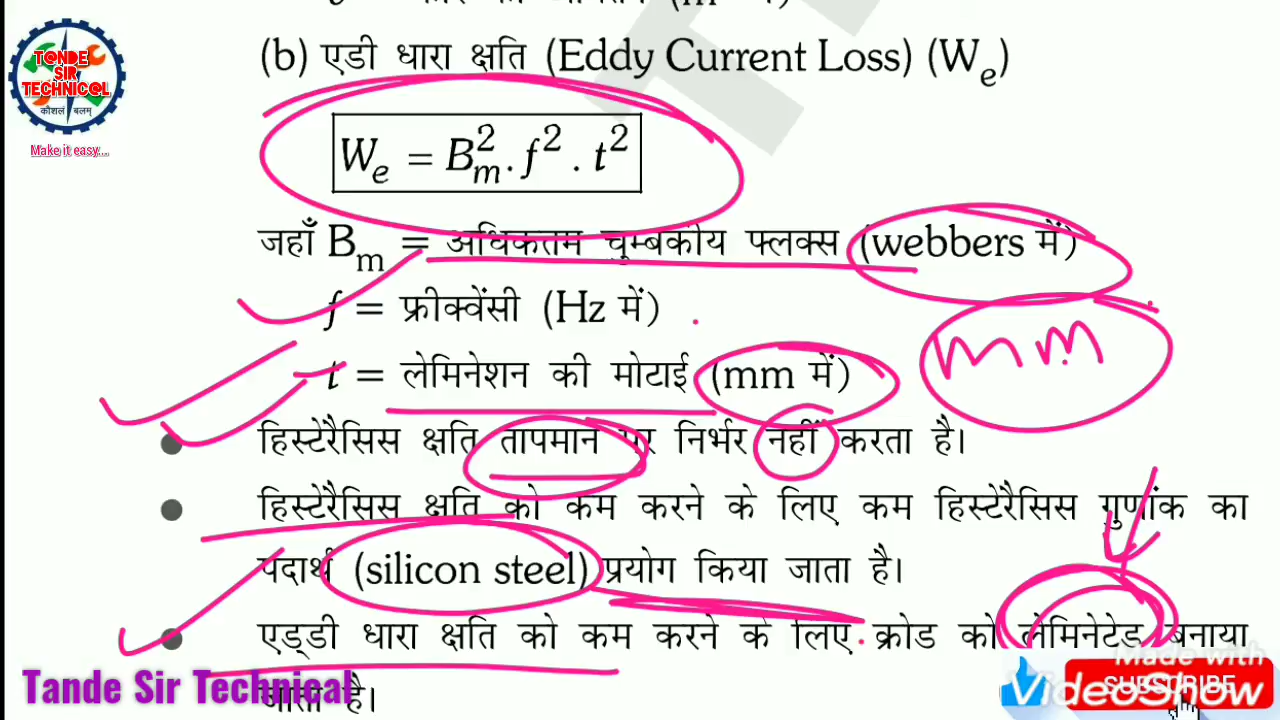 TONDE
SIR
TECHNICOL
कौशलं बलम्
Make it easy...
(b) एडी धारा क्षति (Eddy Current Loss) (Wₑ)
Wₑ = Bₘ² . f² . t²
जहाँ Bₘ = अधिकतम चुम्बकीय फ्लक्स (webbers में)
f = फ्रीक्वेंसी (Hz में)
t = लेमिनेशन की मोटाई (mm में)
mm
हिस्टेरैसिस क्षति तापमान पर निर्भर नहीं करता है।
हिस्टेरैसिस क्षति को कम करने के लिए कम हिस्टेरैसिस गुणांक का
पदार्थ (silicon steel) प्रयोग किया जाता है।
एड्डी धारा क्षति को कम करने के लिए क्रोड को लेमिनेटेड बनाया
जाता है।
Tande Sir Technical
Made with
VideoShow
SUBSCRIBE